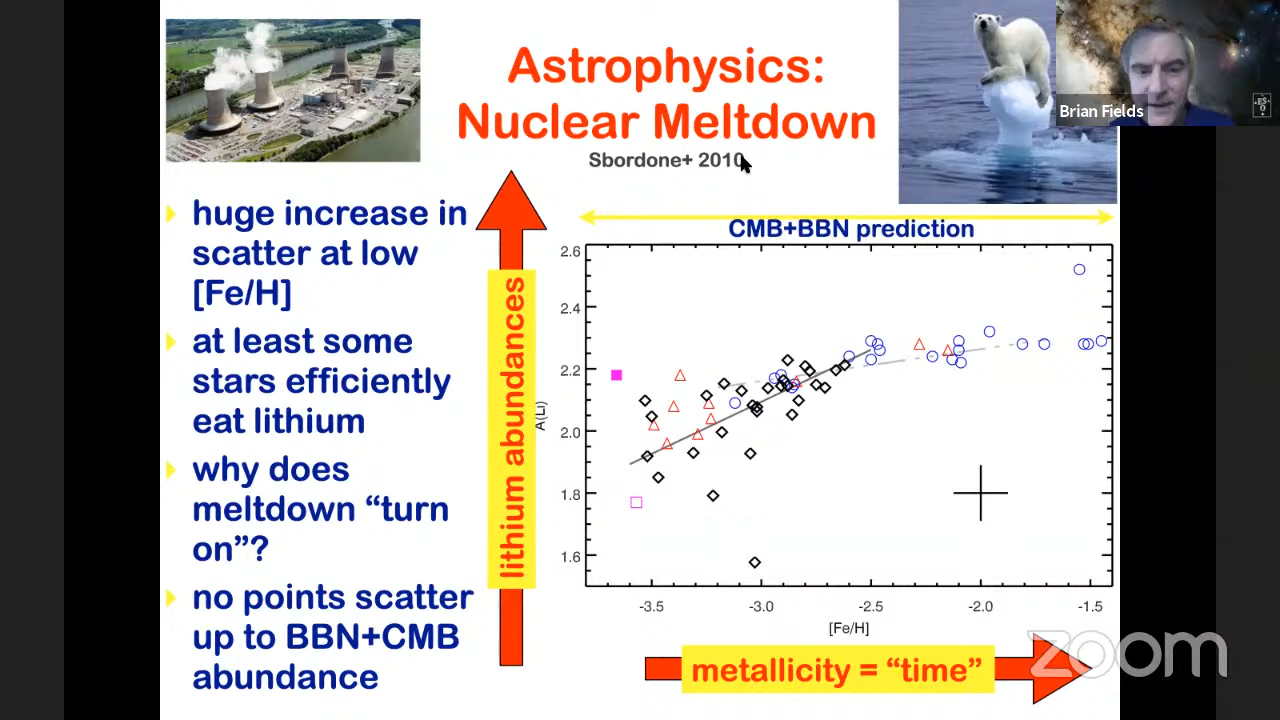 Astrophysics:
Nuclear Meltdown
Sbordone+ 2010
Brian Fields
ESO
huge increase in
scatter at low
[Fe/H]
at least some
stars efficiently
eat lithium
why does
meltdown “turn
on”?
no points scatter
up to BBN+CMB
abundance
lithium abundances
CMB+BBN prediction
A(Li)
2.6
2.4
2.2
2.0
1.8
1.6
-3.5 -3.0 -2.5 -2.0 -1.5
[Fe/H]
metallicity = “time”
zoom